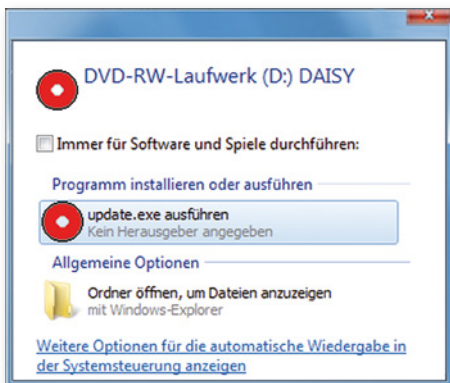 DVD-RW-Laufwerk (D:) DAISY
Immer für Software und Spiele durchführen:
Programm installieren oder ausführen
update.exe ausführen
Kein Herausgeber angegeben
Allgemeine Optionen
Ordner öffnen, um Dateien anzuzeigen
mit Windows-Explorer
Weitere Optionen für die automatische Wiedergabe in
der Systemsteuerung anzeigen